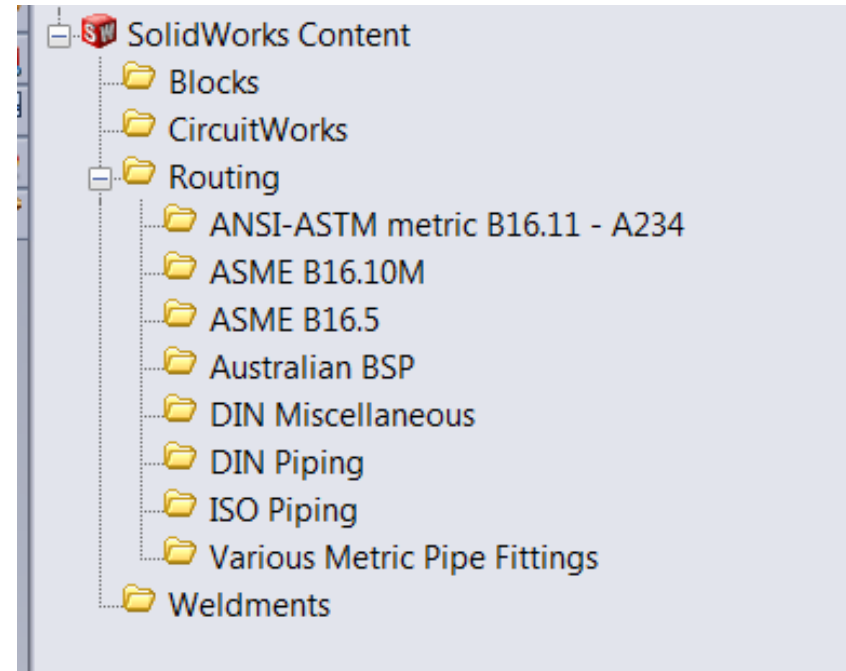 SolidWorks Content
Blocks
CircuitWorks
Routing
ANSI-ASTM metric B16.11 - A234
ASME B16.10M
ASME B16.5
Australian BSP
DIN Miscellaneous
DIN Piping
ISO Piping
Various Metric Pipe Fittings
Weldments